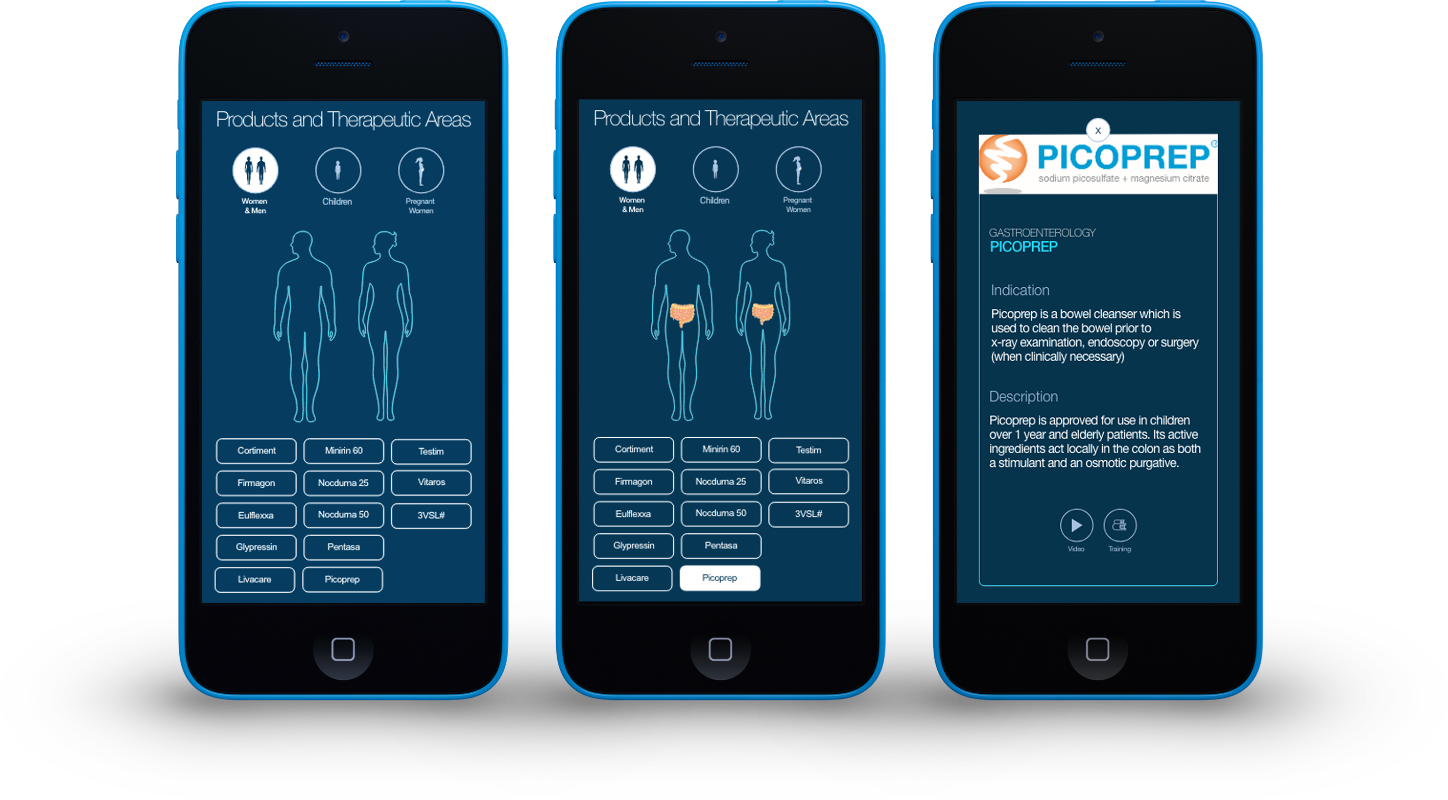 Products and Therapeutic Areas
Women
& Men
Children
Pregnant
Women
Cortiment
Minirin 60
Testim
Firmagon
Nocdurna 25
Vitaros
Eulflexxa
Nocdurna 50
3VSL#
Glypressin
Pentasa
Livacare
Picoprep
Products and Therapeutic Areas
Women
& Men
Children
Pregnant
Women
Cortiment
Minirin 60
Testim
Firmagon
Nocdurna 25
Vitaros
Eulflexxa
Nocdurna 50
3VSL#
Glypressin
Pentasa
Livacare
Picoprep
x
PICOPREP®
sodium picosulfate + magnesium citrate
GASTROENTEROLOGY
PICOPREP
Indication
Picoprep is a bowel cleanser which is
used to clean the bowel prior to
x-ray examination, endoscopy or surgery
(when clinically necessary)
Description
Picoprep is approved for use in children
over 1 year and elderly patients. Its active
ingredients act locally in the colon as both
a stimulant and an osmotic purgative.
Video
Training